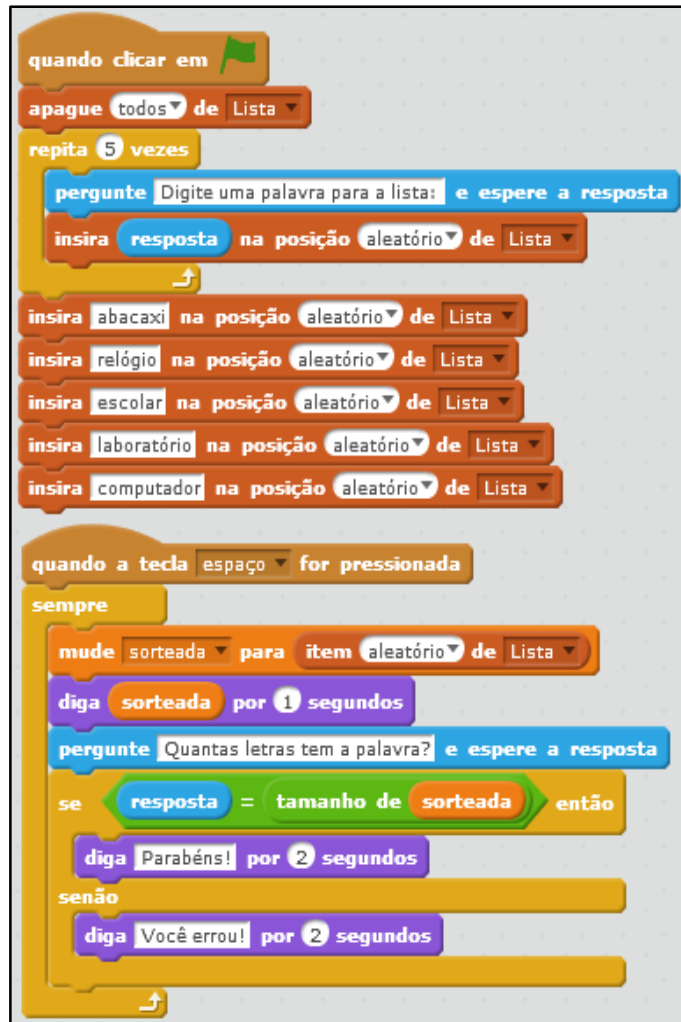 quando clicar em
apague todos de Lista
repita 5 vezes
pergunte Digite uma palavra para a lista: e espere a resposta
insira resposta na posição aleatório de Lista
insira abacaxi na posição aleatório de Lista
insira relógio na posição aleatório de Lista
insira escolar na posição aleatório de Lista
insira laboratório na posição aleatório de Lista
insira computador na posição aleatório de Lista
quando a tecla espaço for pressionada
sempre
mude sorteada para item aleatório de Lista
diga sorteada por 1 segundos
pergunte Quantas letras tem a palavra? e espere a resposta
se resposta = tamanho de sorteada então
diga Parabéns! por 2 segundos
senão
diga Você errou! por 2 segundos